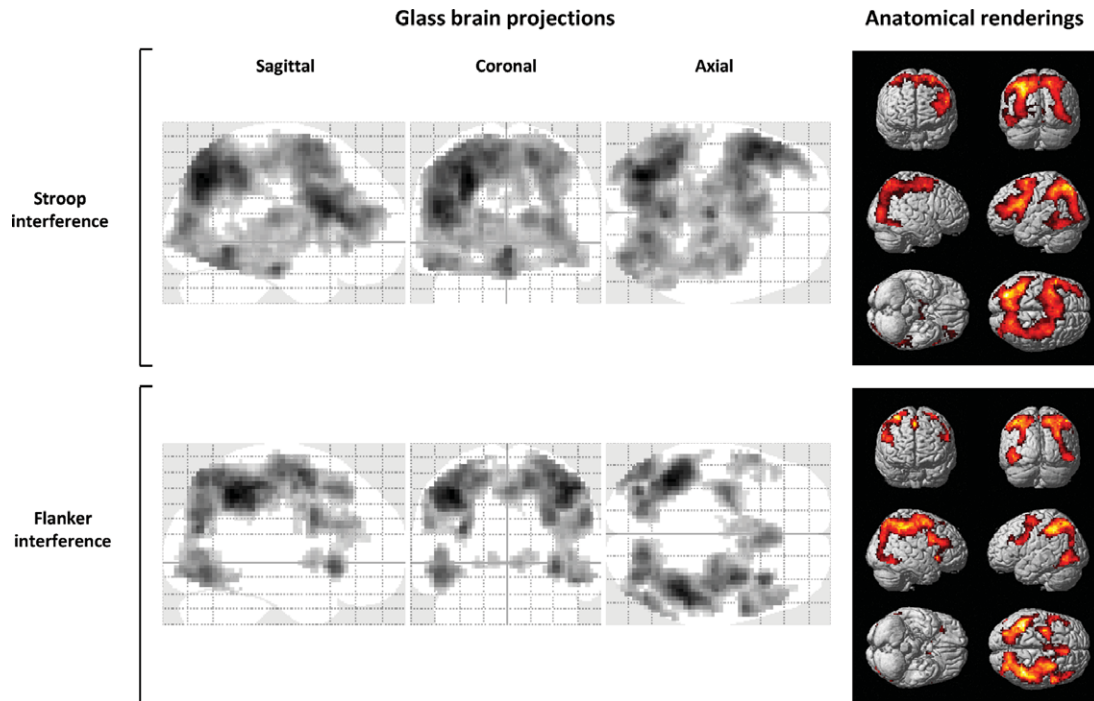 Glass brain projections
Anatomical renderings
Sagittal
Coronal
Axial
Stroop
interference
Flanker
interference